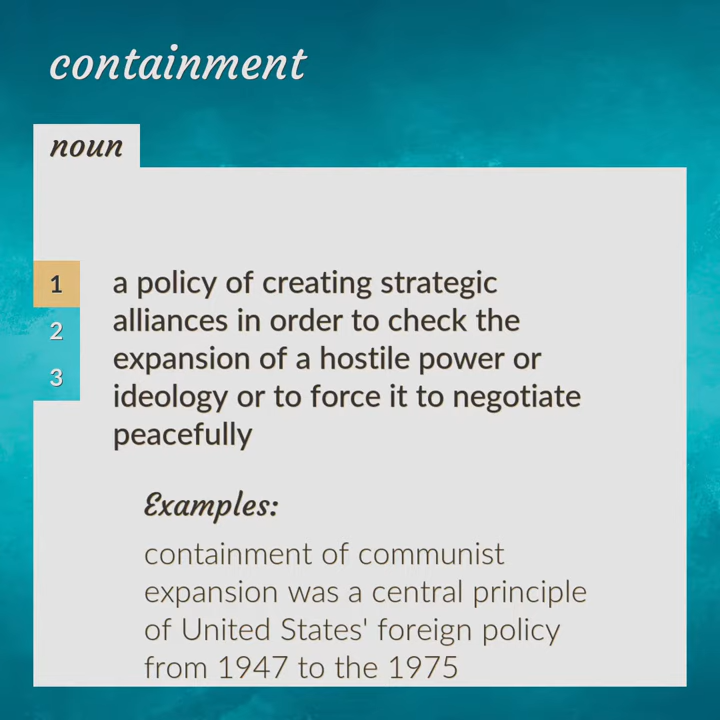 containment
noun
1
a policy of creating strategic
alliances in order to check the
expansion of a hostile power or
ideology or to force it to negotiate
peacefully
2
3
Examples:
containment of communist
expansion was a central principle
of United States' foreign policy
from 1947 to the 1975